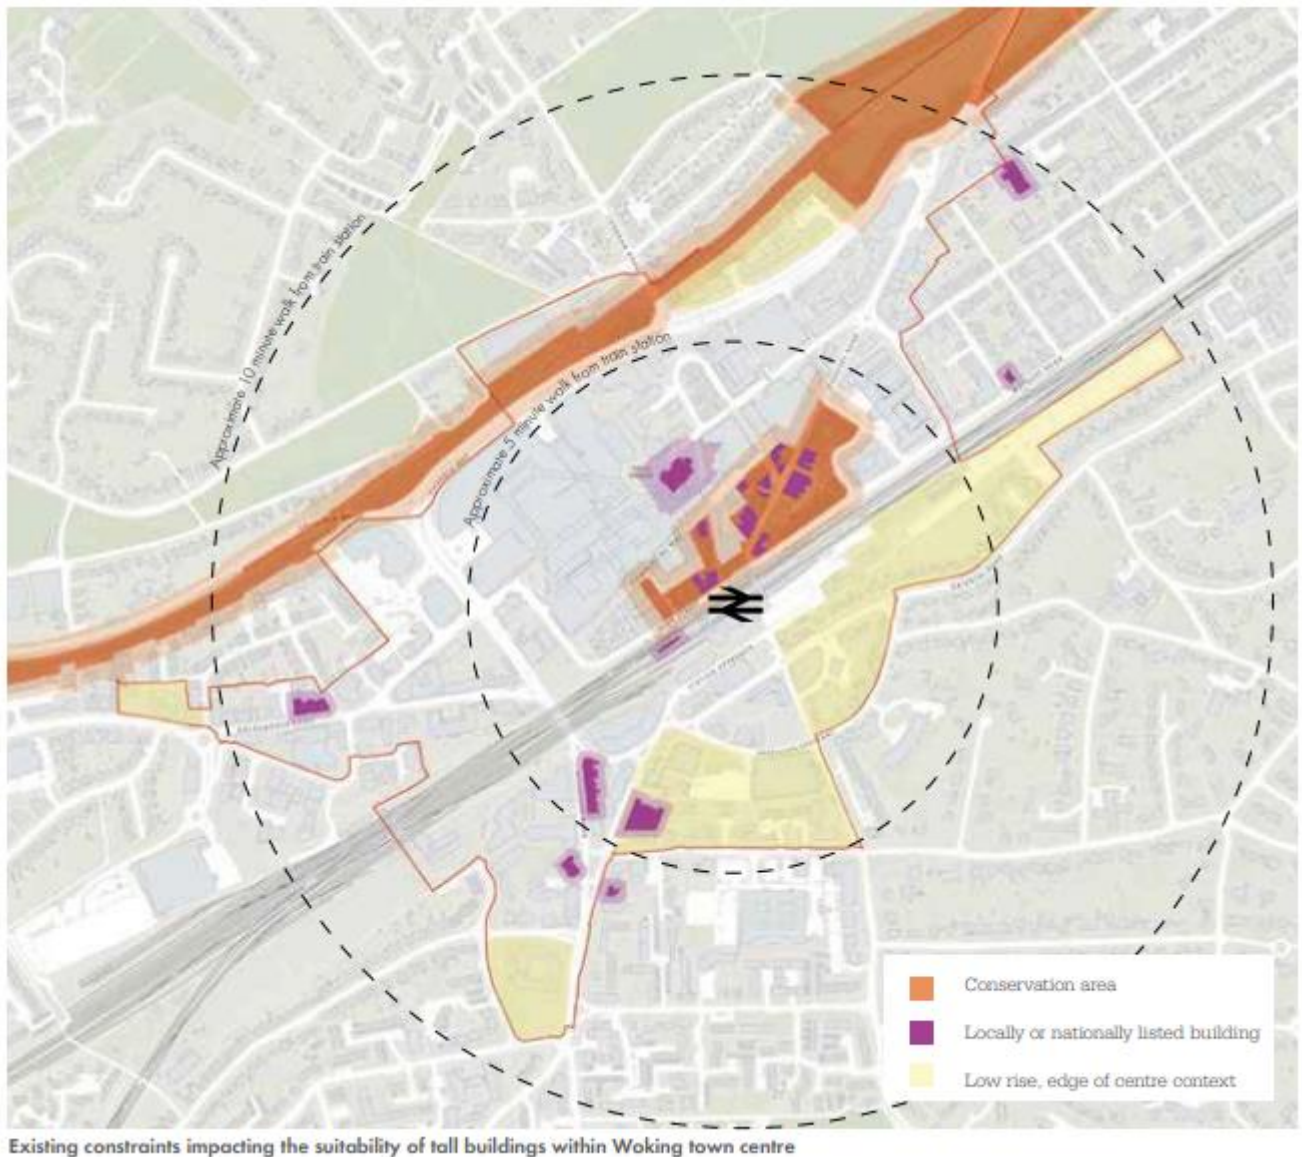 Approximate 10 minute walk from train station
Approximate 5 minute walk from train station
Conservation area
Locally or nationally listed building
Low rise, edge of centre context
Existing constraints impacting the suitability of tall buildings within Woking town centre